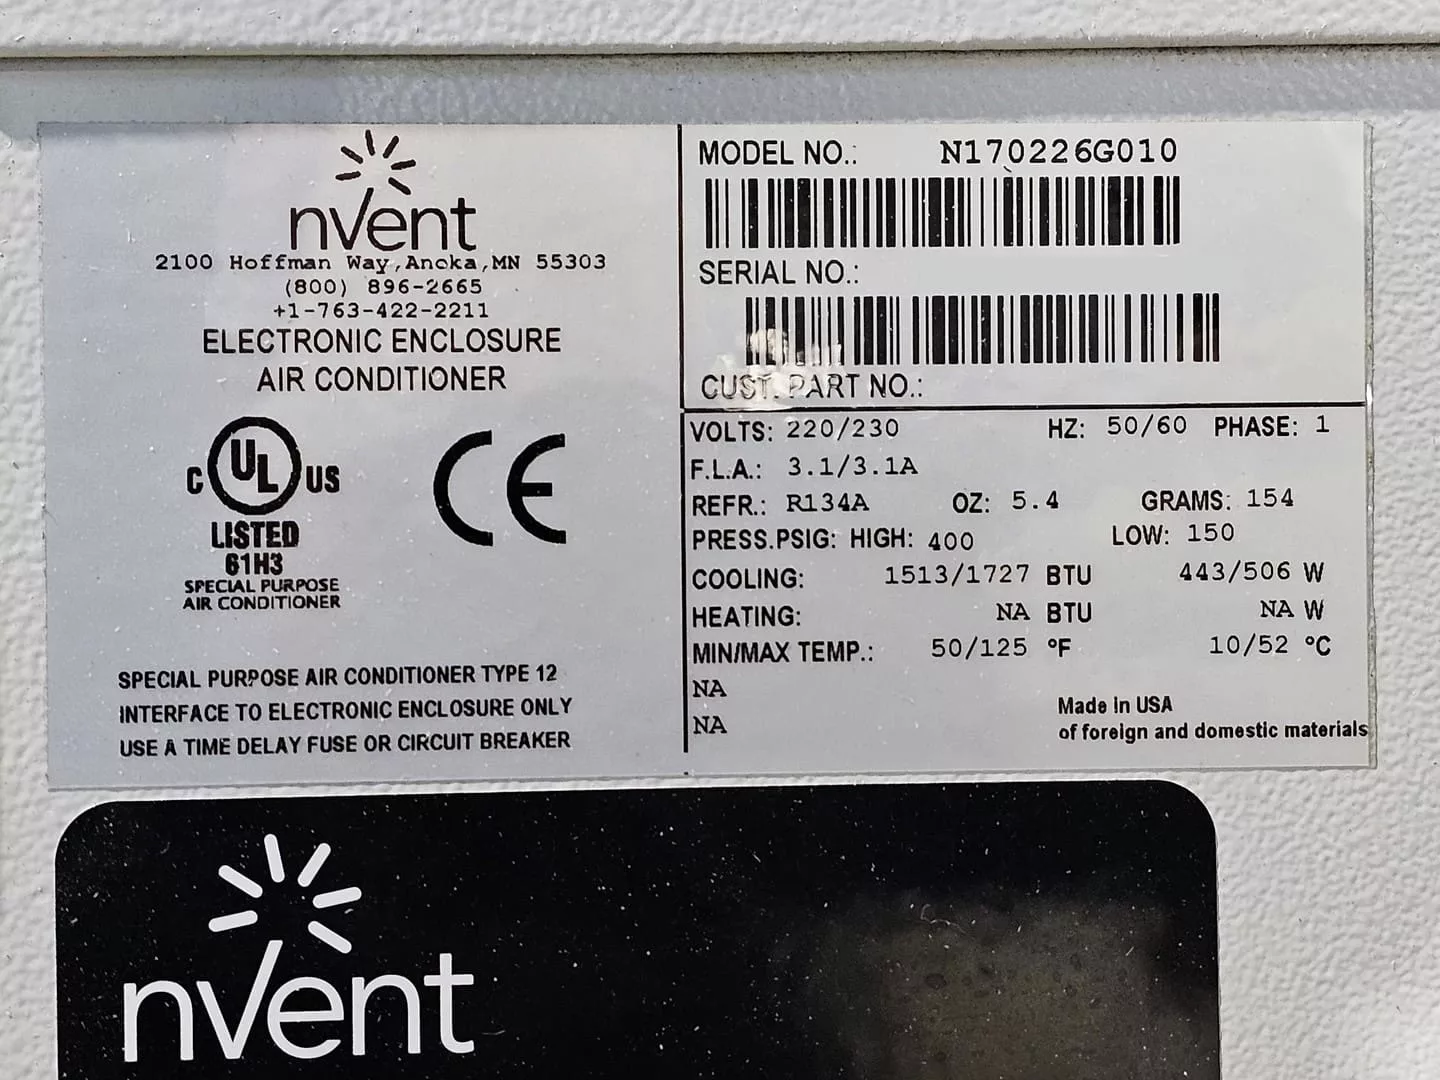 nVent
2100 Hoffman Way,Anoka,MN 55303
(800) 896-2665
+1-763-422-2211
ELECTRONIC ENCLOSURE
AIR CONDITIONER
C UL US
LISTED
61H3
SPECIAL PURPOSE
AIR CONDITIONER
CE
SPECIAL PURPOSE AIR CONDITIONER TYPE 12
INTERFACE TO ELECTRONIC ENCLOSURE ONLY
USE A TIME DELAY FUSE OR CIRCUIT BREAKER
MODEL NO.: N170226G010
SERIAL NO.:
CUST. PART NO.:
VOLTS: 220/230 HZ: 50/60 PHASE: 1
F.L.A.: 3.1/3.1A
REFR.: R134A OZ: 5.4 GRAMS: 154
PRESS.PSIG: HIGH: 400 LOW: 150
COOLING: 1513/1727 BTU 443/506 W
HEATING: NA BTU NA W
MIN/MAX TEMP.: 50/125 °F 10/52 °C
NA
NA
Made in USA
of foreign and domestic materials
nVent